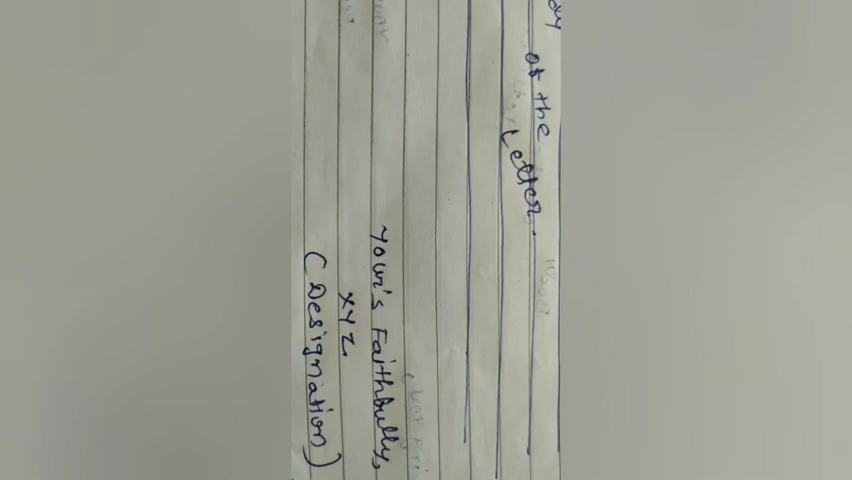 of the Letter.
Your's Faithfully,
XYZ
(Designation)